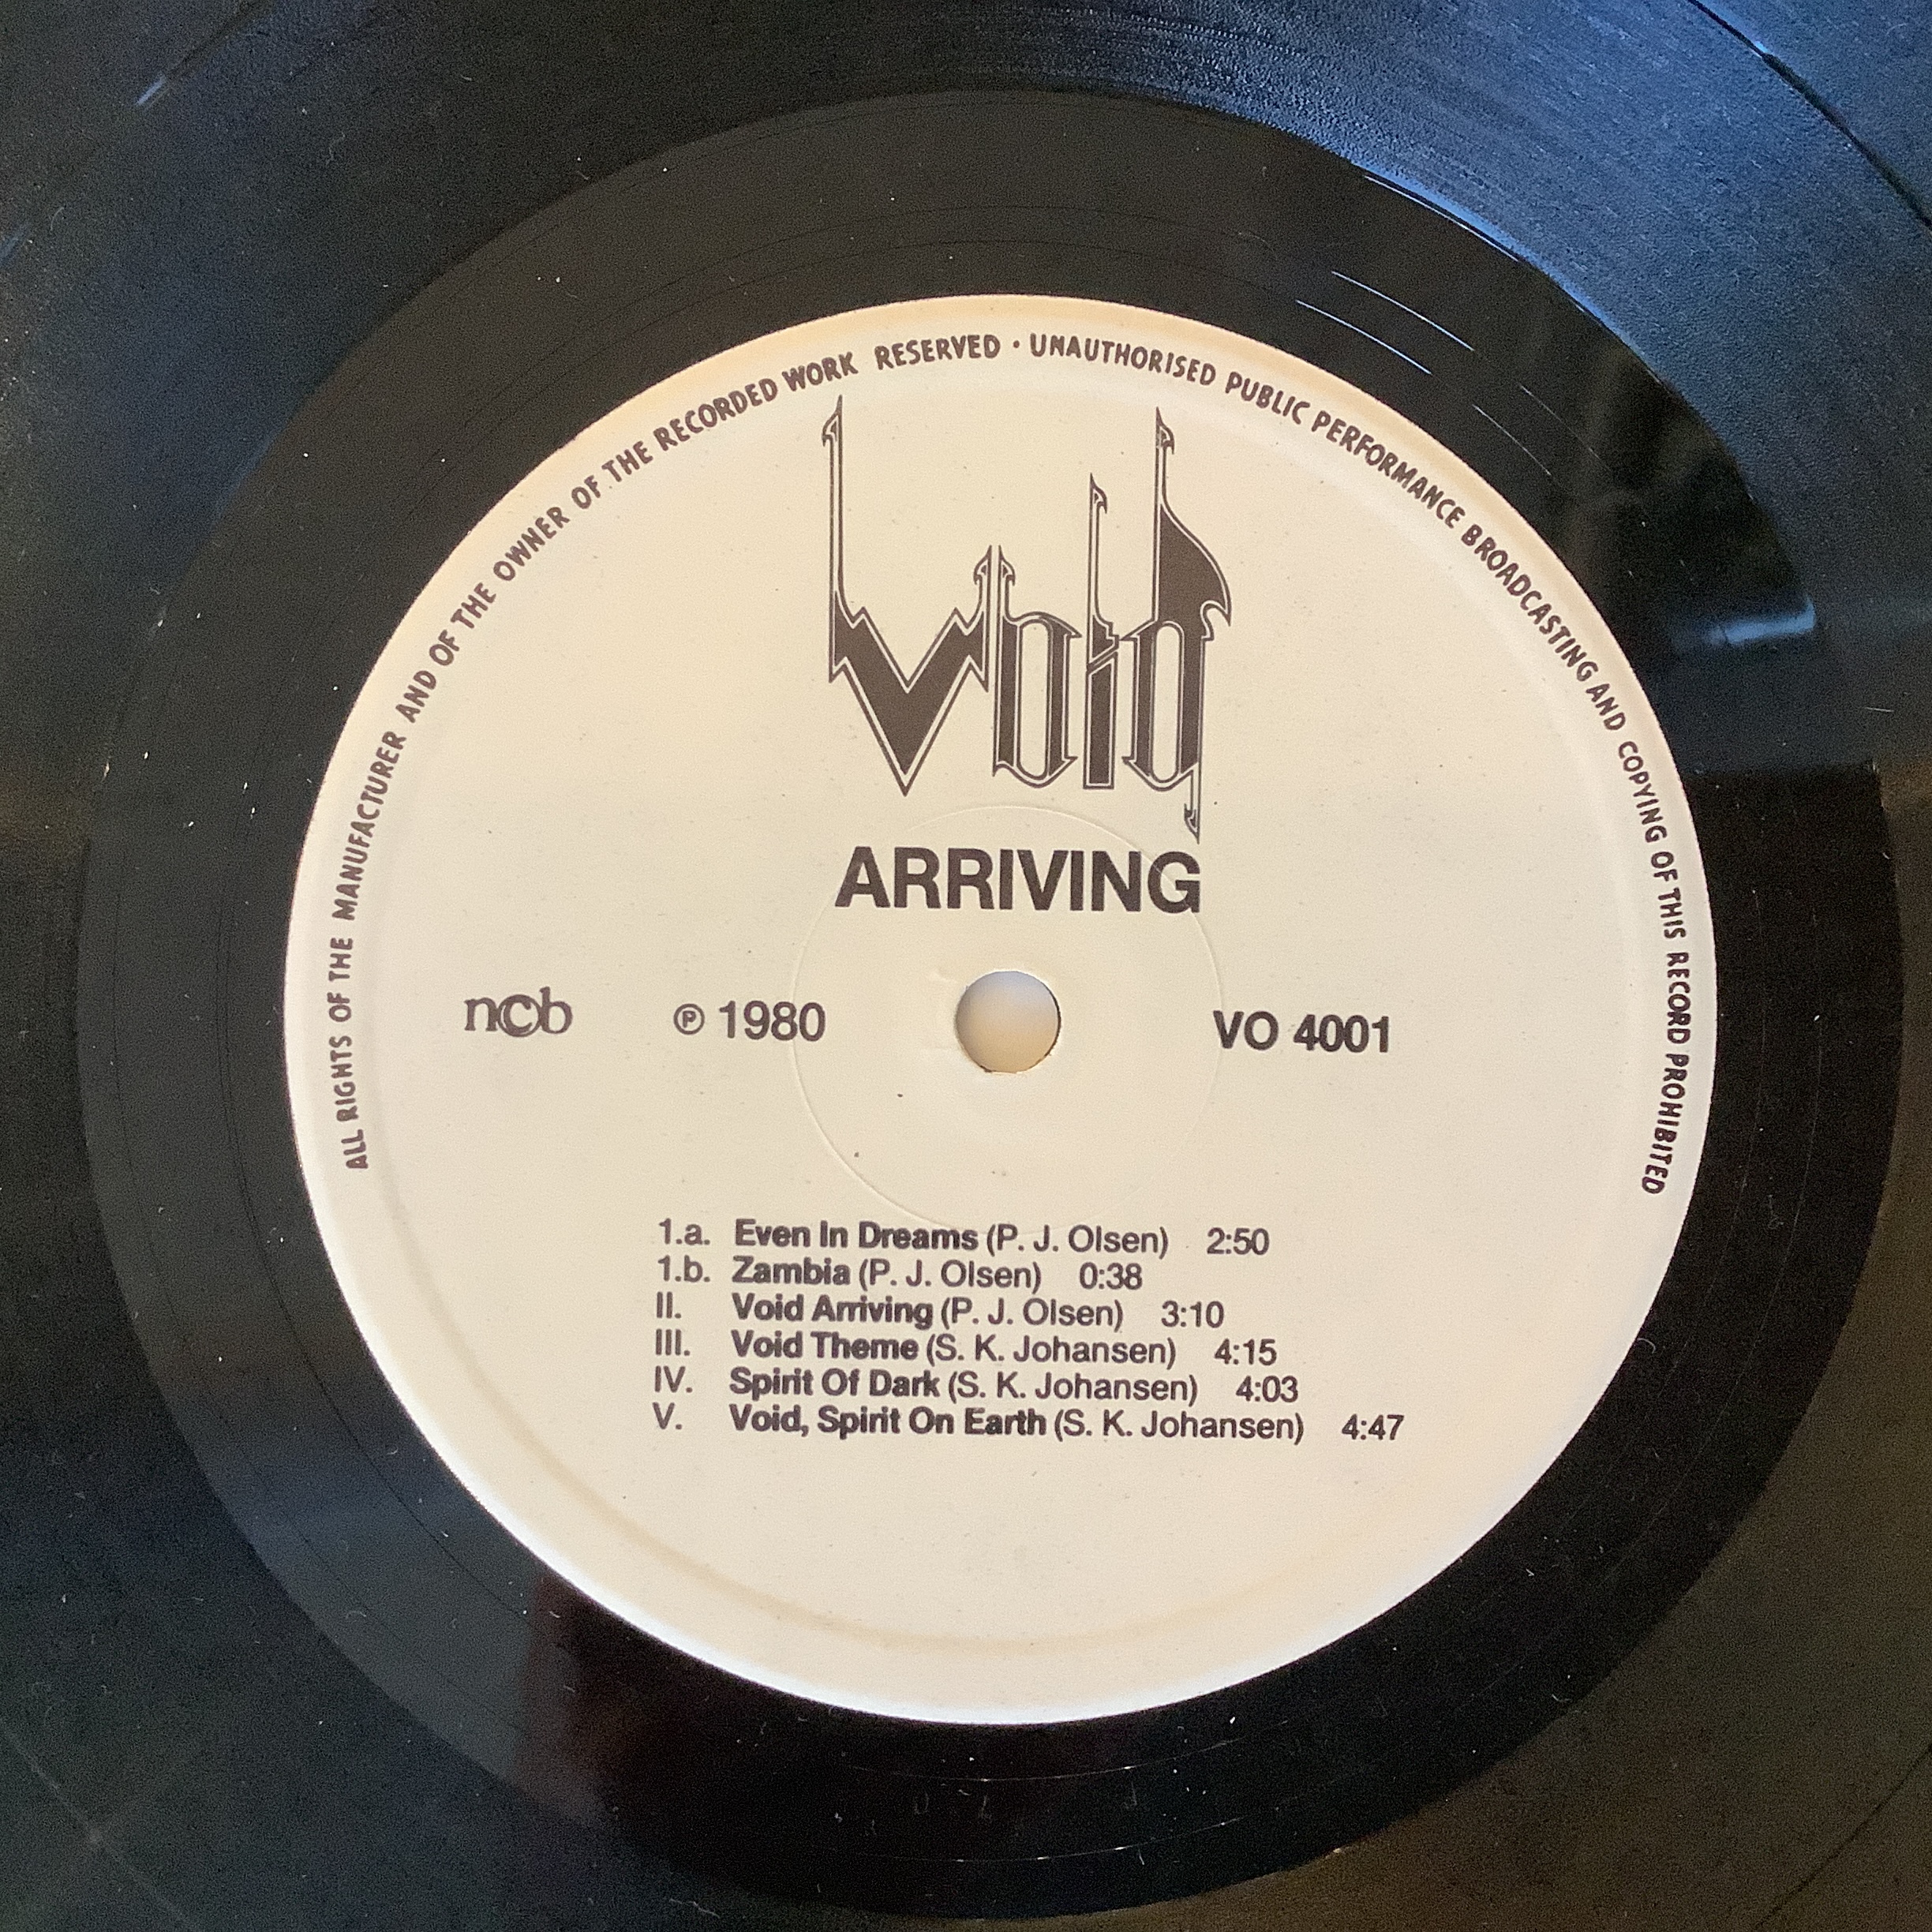 ALL RIGHTS OF THE MANUFACTURER AND OF THE OWNER OF THE RECORDED WORK RESERVED · UNAUTHORISED PUBLIC PERFORMANCE BROADCASTING AND COPYING OF THIS RECORD PROHIBITED
Void
ARRIVING
ncb ℗ 1980 VO 4001
1.a. Even In Dreams (P. J. Olsen) 2:50
1.b. Zambia (P. J. Olsen) 0:38
II. Void Arriving (P. J. Olsen) 3:10
III. Void Theme (S. K. Johansen) 4:15
IV. Spirit Of Dark (S. K. Johansen) 4:03
V. Void, Spirit On Earth (S. K. Johansen) 4:47